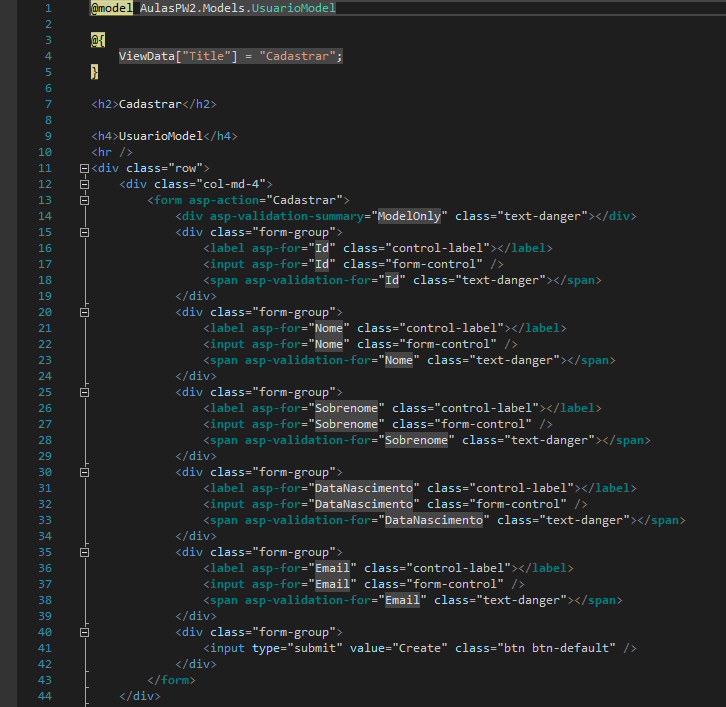 1 @model AulasPW2.Models.UsuarioModel
2
3 @{
4     ViewData["Title"] = "Cadastrar";
5 }
6
7 <h2>Cadastrar</h2>
8
9 <h4>UsuarioModel</h4>
10 <hr />
11 <div class="row">
12     <div class="col-md-4">
13         <form asp-action="Cadastrar">
14             <div asp-validation-summary="ModelOnly" class="text-danger"></div>
15             <div class="form-group">
16                 <label asp-for="Id" class="control-label"></label>
17                 <input asp-for="Id" class="form-control" />
18                 <span asp-validation-for="Id" class="text-danger"></span>
19             </div>
20             <div class="form-group">
21                 <label asp-for="Nome" class="control-label"></label>
22                 <input asp-for="Nome" class="form-control" />
23                 <span asp-validation-for="Nome" class="text-danger"></span>
24             </div>
25             <div class="form-group">
26                 <label asp-for="Sobrenome" class="control-label"></label>
27                 <input asp-for="Sobrenome" class="form-control" />
28                 <span asp-validation-for="Sobrenome" class="text-danger"></span>
29             </div>
30             <div class="form-group">
31                 <label asp-for="DataNascimento" class="control-label"></label>
32                 <input asp-for="DataNascimento" class="form-control" />
33                 <span asp-validation-for="DataNascimento" class="text-danger"></span>
34             </div>
35             <div class="form-group">
36                 <label asp-for="Email" class="control-label"></label>
37                 <input asp-for="Email" class="form-control" />
38                 <span asp-validation-for="Email" class="text-danger"></span>
39             </div>
40             <div class="form-group">
41                 <input type="submit" value="Create" class="btn btn-default" />
42             </div>
43         </form>
44     </div>